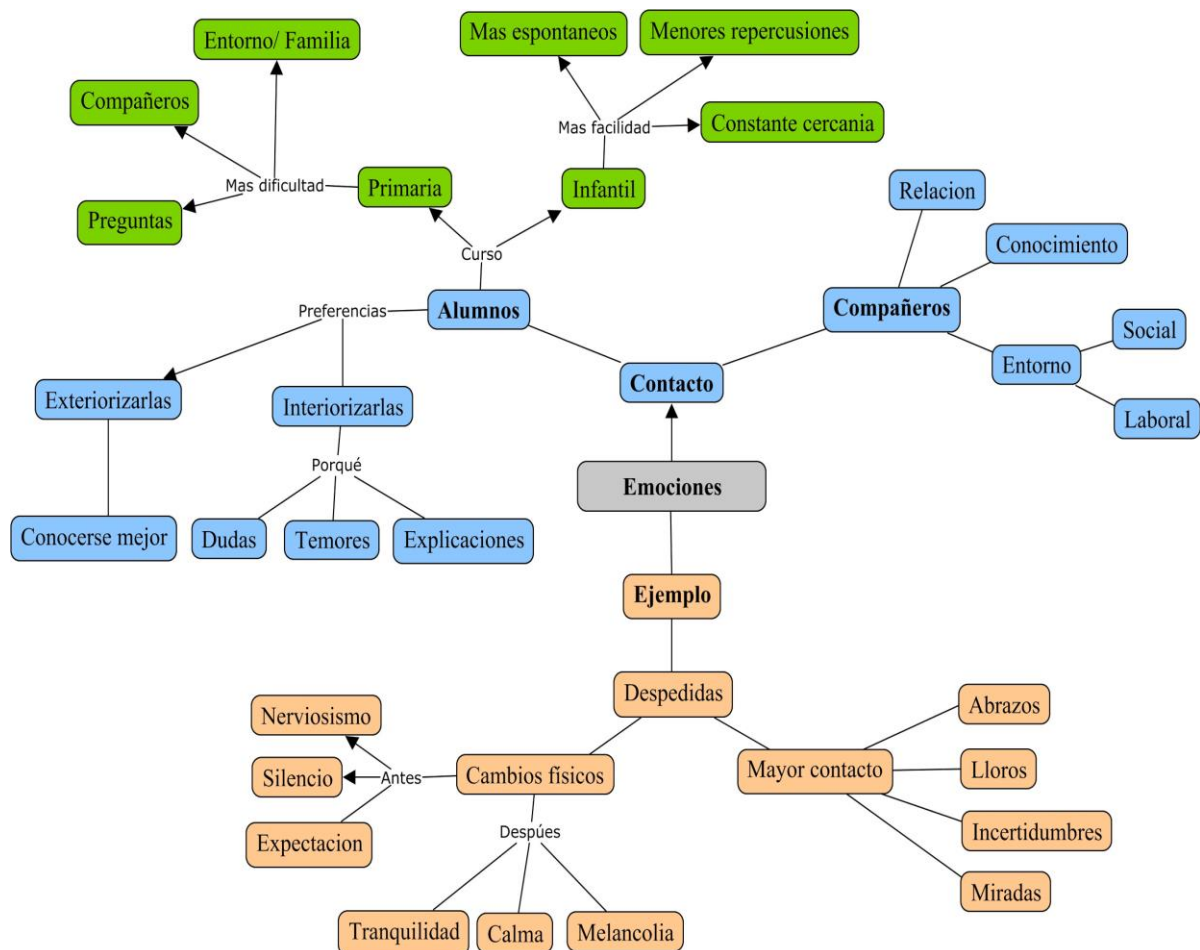 Entorno/ Familia
Mas espontaneos
Menores repercusiones
Compañeros
Constante cercania
Mas facilidad
Mas dificultad
Primaria
Infantil
Relacion
Preguntas
Conocimiento
Curso
Preferencias
Alumnos
Compañeros
Social
Entorno
Contacto
Exteriorizarlas
Interiorizarlas
Laboral
Porqué
Emociones
Conocerse mejor
Dudas
Temores
Explicaciones
Ejemplo
Despedidas
Nerviosismo
Abrazos
Silencio
Antes
Cambios físicos
Mayor contacto
Lloros
Expectacion
Despúes
Incertidumbres
Miradas
Tranquilidad
Calma
Melancolia